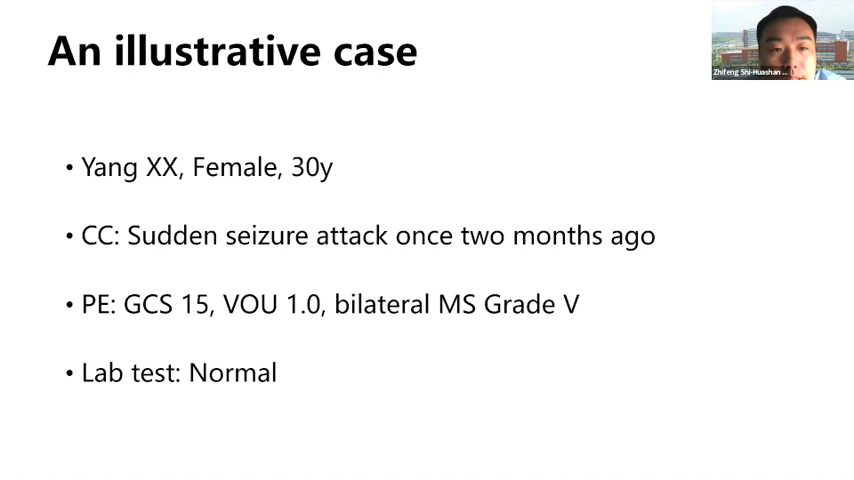 An illustrative case
Zhifeng Shi-Huashan ...
• Yang XX, Female, 30y
• CC: Sudden seizure attack once two months ago
• PE: GCS 15, VOU 1.0, bilateral MS Grade V
• Lab test: Normal